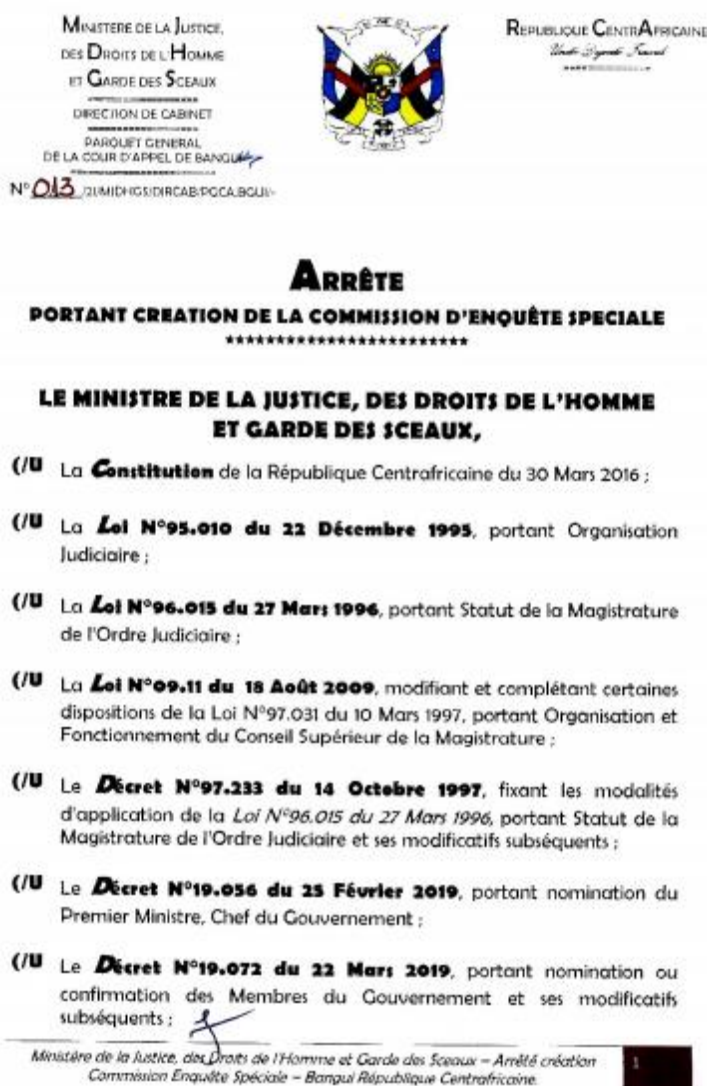 MINISTERE DE LA JUSTICE,
DES DROITS DE L'HOMME
ET GARDE DES SCEAUX
DIRECTION DE CABINET
PARQUET GENERAL
DE LA COUR D'APPEL DE BANGUI
N° 013
REPUBLIQUE CENTRAFRICAINE
ARRÊTE
PORTANT CREATION DE LA COMMISSION D'ENQUÊTE SPECIALE
************************
LE MINISTRE DE LA JUSTICE, DES DROITS DE L'HOMME
ET GARDE DES SCEAUX,
(/U La Constitution de la République Centrafricaine du 30 Mars 2016 ;
(/U La Loi N°95.010 du 22 Décembre 1995, portant Organisation
Judiciaire ;
(/U La Loi N°96.015 du 27 Mars 1996, portant Statut de la Magistrature
de l'Ordre Judiciaire ;
(/U La Loi N°09.11 du 18 Août 2009, modifiant et complétant certaines
dispositions de la Loi N°97.031 du 10 Mars 1997, portant Organisation et
Fonctionnement du Conseil Supérieur de la Magistrature ;
(/U Le Décret N°97.233 du 14 Octobre 1997, fixant les modalités
d'application de la Loi N°96.015 du 27 Mars 1996, portant Statut de la
Magistrature de l'Ordre Judiciaire et ses modificatifs subséquents ;
(/U Le Décret N°19.056 du 25 Février 2019, portant nomination du
Premier Ministre, Chef du Gouvernement ;
(/U Le Décret N°19.072 du 22 Mars 2019, portant nomination ou
confirmation des Membres du Gouvernement et ses modificatifs
subséquents ;
Ministère de la Justice, des Droits de l'Homme et Garde des Sceaux – Arrêté création
Commission Enquête Spéciale – Bangui République Centrafricaine.
1